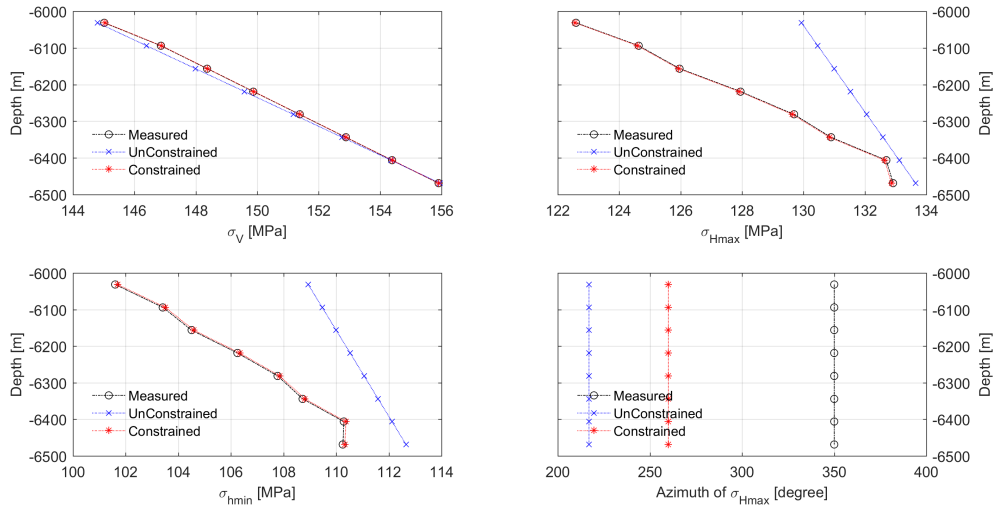 -6000
-6100
-6200
-6300
-6400
-6500
Depth [m]
Measured
UnConstrained
Constrained
144 146 148 150 152 154 156
σV [MPa]
-6000
-6100
-6200
-6300
-6400
-6500
Depth [m]
Measured
UnConstrained
Constrained
122 124 126 128 130 132 134
σHmax [MPa]
-6000
-6100
-6200
-6300
-6400
-6500
Depth [m]
Measured
UnConstrained
Constrained
100 102 104 106 108 110 112 114
σhmin [MPa]
-6000
-6100
-6200
-6300
-6400
-6500
Depth [m]
Measured
UnConstrained
Constrained
200 250 300 350 400
Azimuth of σHmax [degree]